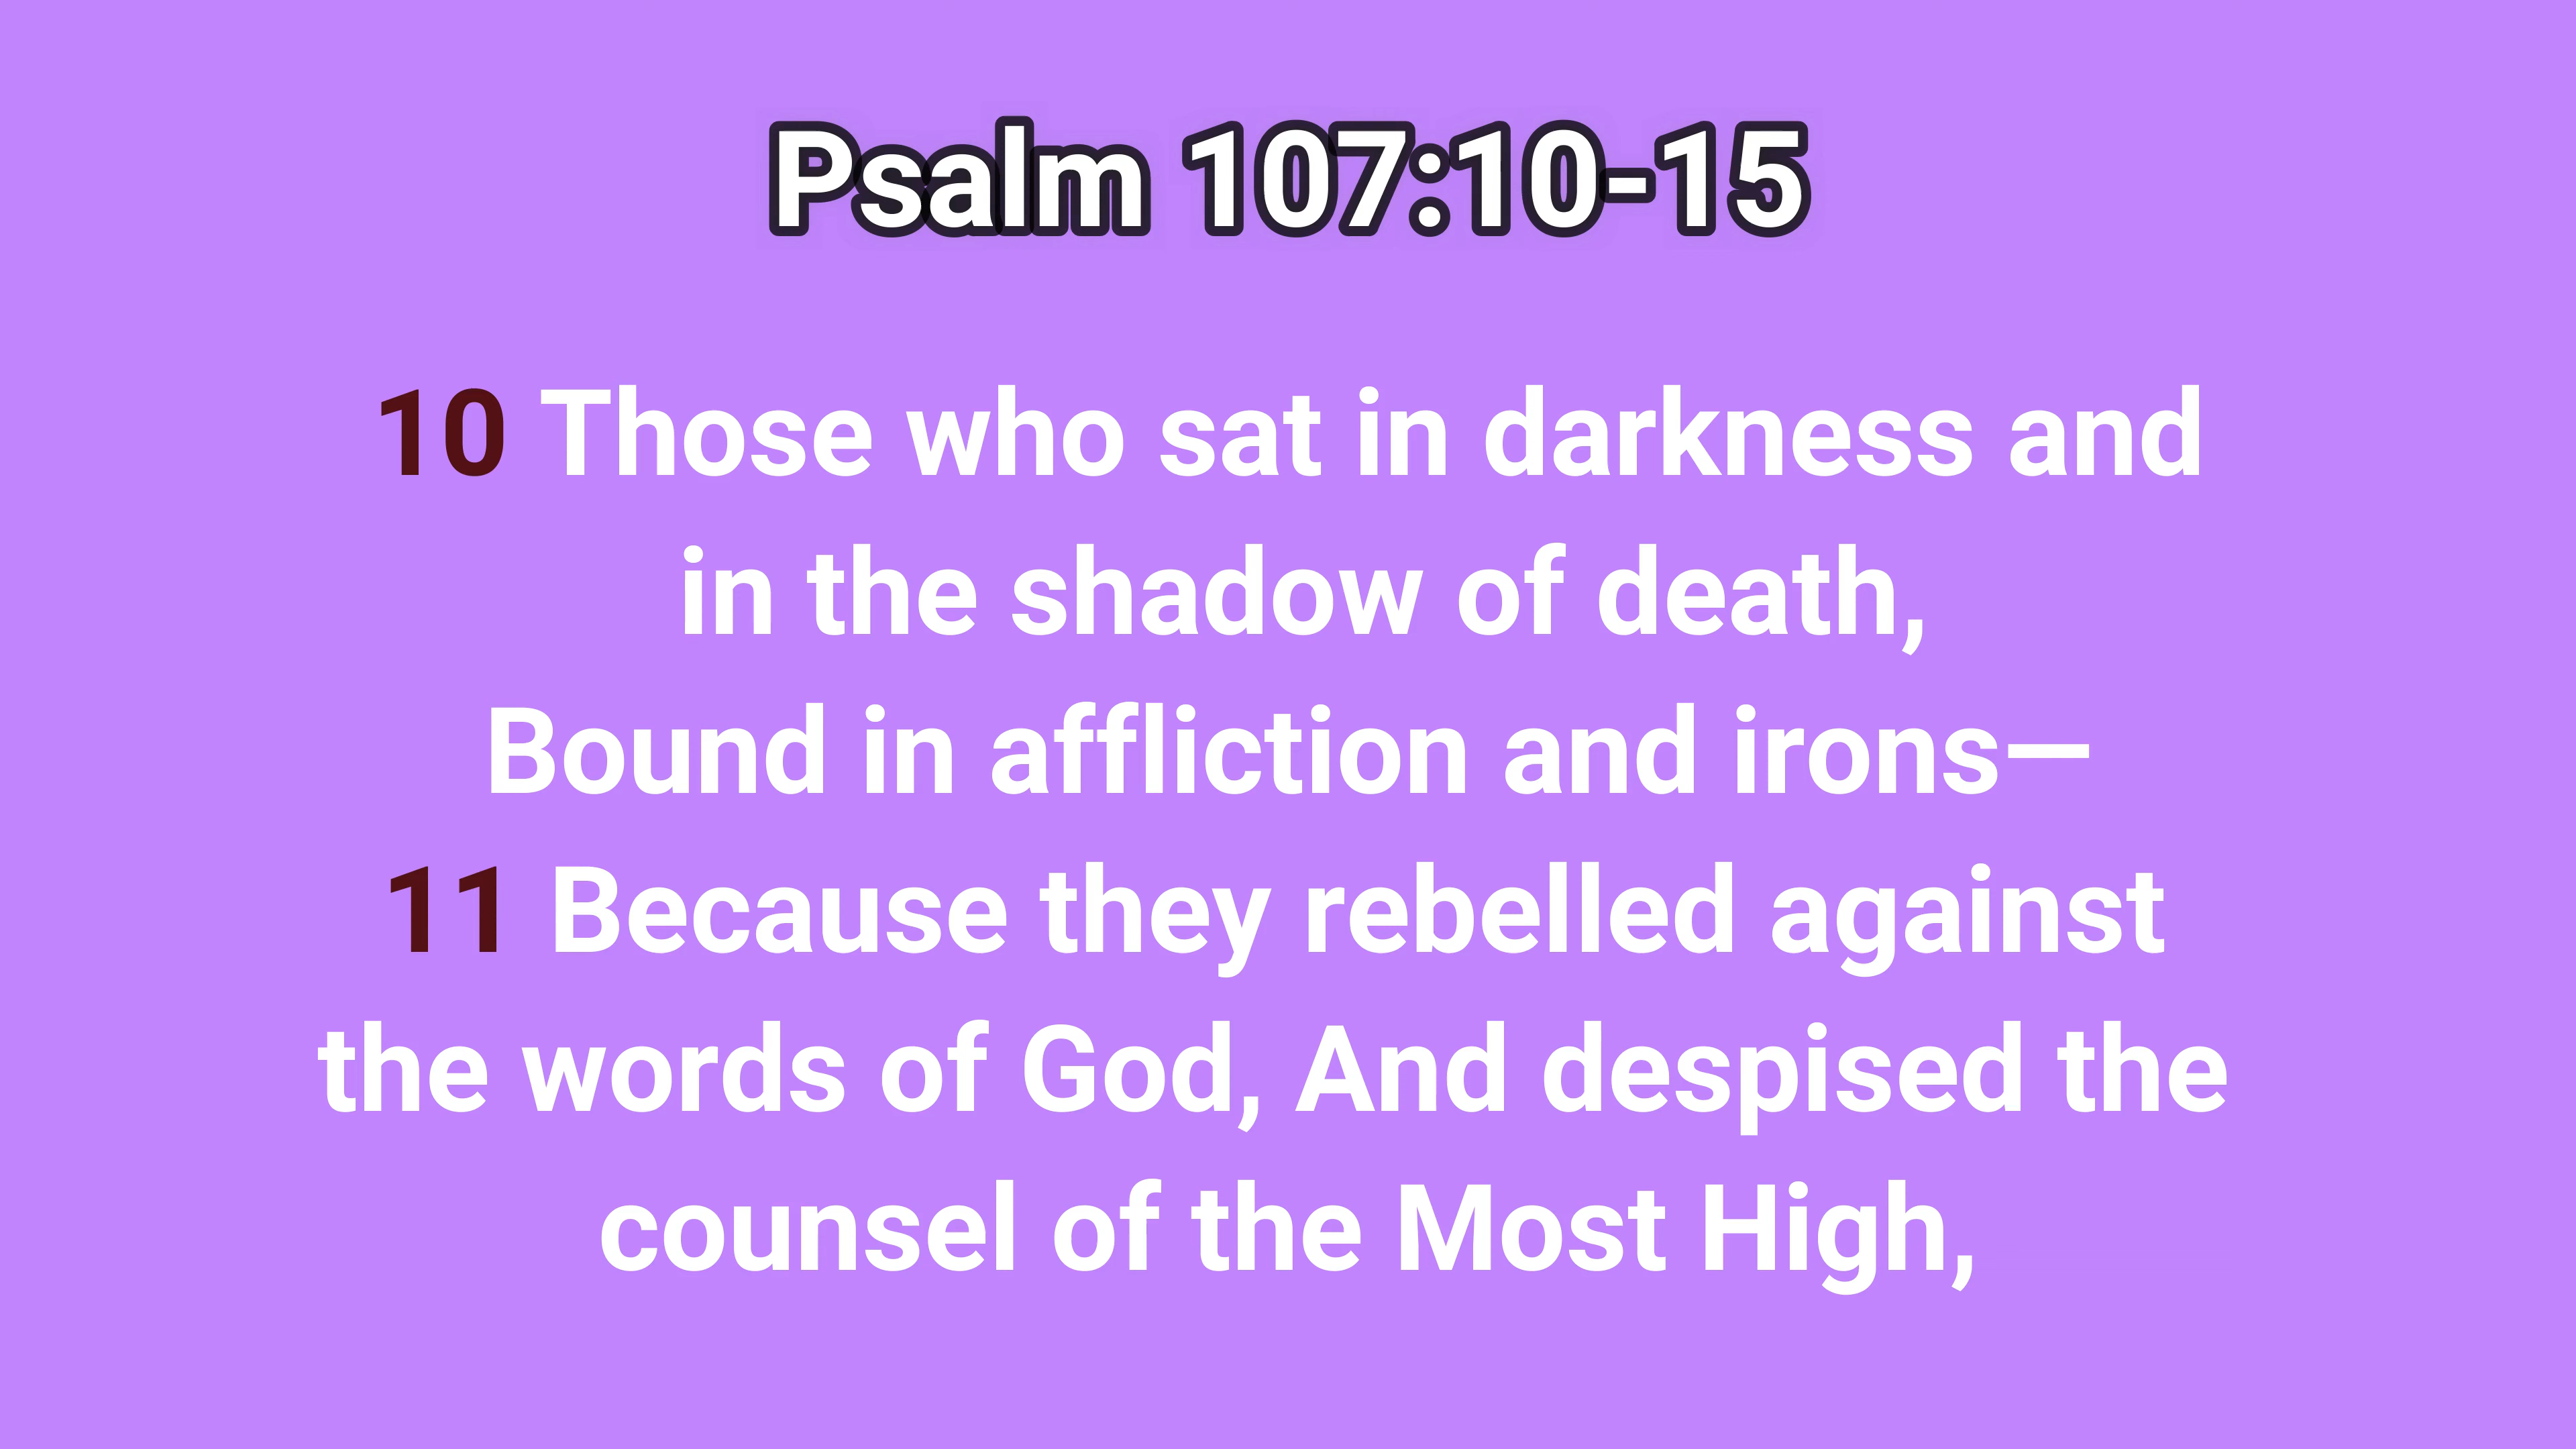 Psalm 107:10-15
10 Those who sat in darkness and
in the shadow of death,
Bound in affliction and irons—
11 Because they rebelled against
the words of God, And despised the
counsel of the Most High,